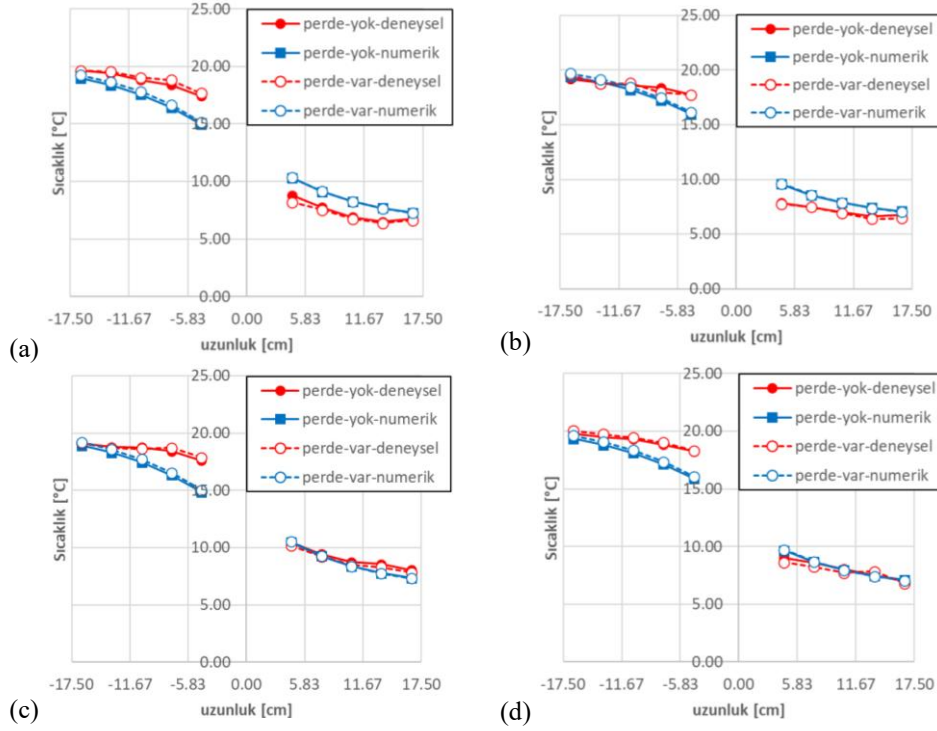 25.00
20.00
15.00
10.00
5.00
0.00
Sıcaklık [°C]
perde-yok-deneysel
perde-yok-numerik
perde-var-deneysel
perde-var-numerik
-17.50 -11.67 -5.83 0.00 5.83 11.67 17.50
uzunluk [cm]
(a)
25.00
20.00
15.00
10.00
5.00
0.00
Sıcaklık [°C]
perde-yok-deneysel
perde-yok-numerik
perde-var-deneysel
perde-var-numerik
-17.50 -11.67 -5.83 0.00 5.83 11.67 17.50
uzunluk [cm]
(b)
25.00
20.00
15.00
10.00
5.00
0.00
Sıcaklık [°C]
perde-yok-deneysel
perde-yok-numerik
perde-var-deneysel
perde-var-numerik
-17.50 -11.67 -5.83 0.00 5.83 11.67 17.50
uzunluk [cm]
(c)
25.00
20.00
15.00
10.00
5.00
0.00
Sıcaklık [°C]
perde-yok-deneysel
perde-yok-numerik
perde-var-deneysel
perde-var-numerik
-17.50 -11.67 -5.83 0.00 5.83 11.67 17.50
uzunluk [cm]
(d)